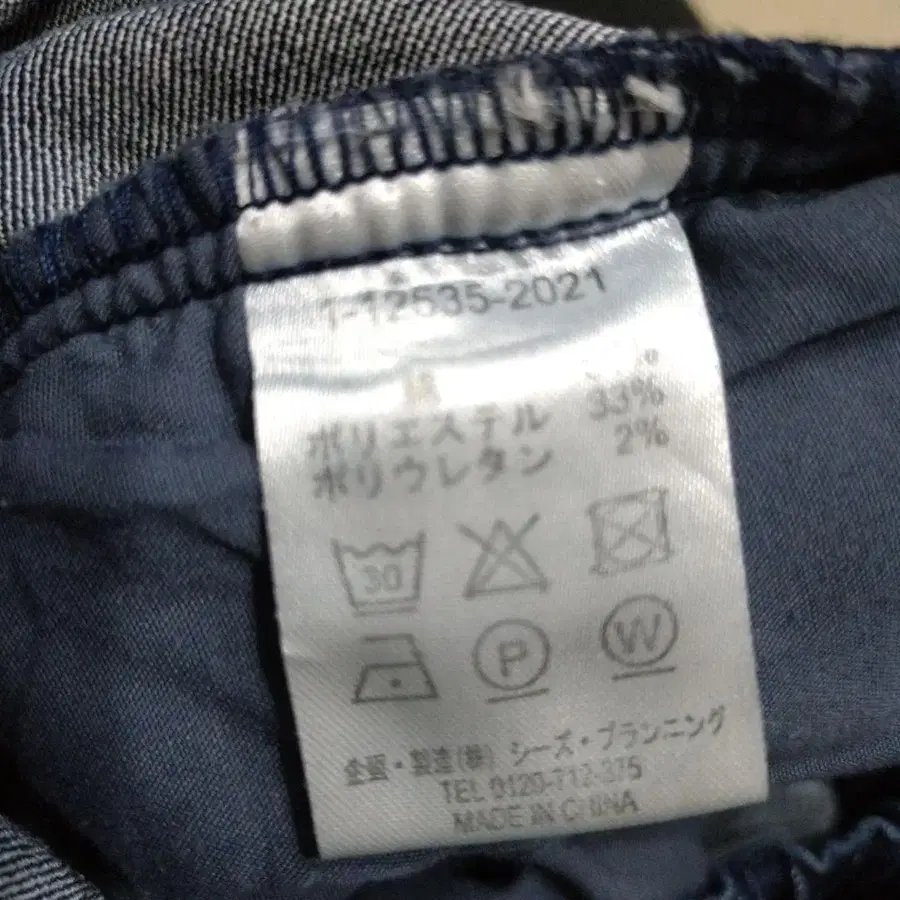 1-12535-2021
ポリエステル 33%
ポリウレタン 2%
30
P W
企画・製造(株) シーズ・プランニング
TEL 0120-712-375
MADE IN CHINA